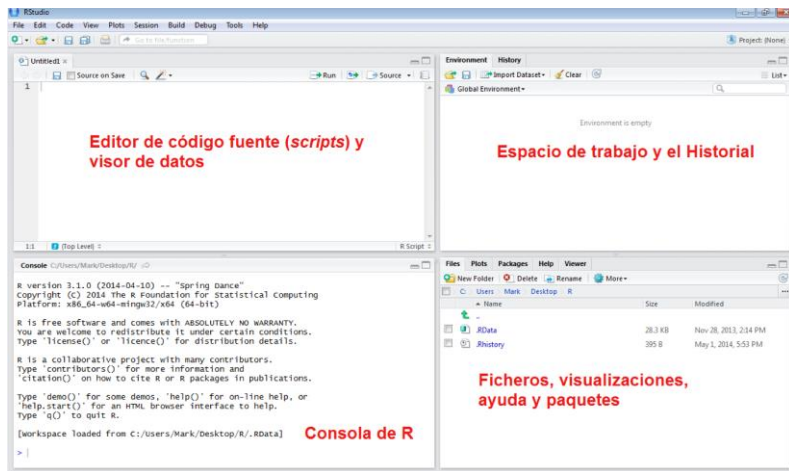 RStudio
File Edit Code View Plots Session Build Debug Tools Help
Go to file/function
Project: (None)
Untitled1 ×
Source on Save
Run
Source
1
Editor de código fuente (scripts) y
visor de datos
1:1
(Top Level)
R Script
Environment History
Import Dataset
Clear
List
Global Environment
Environment is empty
Espacio de trabajo y el Historial
Console C:/Users/Mark/Desktop/R/
R version 3.1.0 (2014-04-10) -- "Spring Dance"
Copyright (C) 2014 The R Foundation for Statistical Computing
Platform: x86_64-w64-mingw32/x64 (64-bit)
R is free software and comes with ABSOLUTELY NO WARRANTY.
You are welcome to redistribute it under certain conditions.
Type 'license()' or 'licence()' for distribution details.
R is a collaborative project with many contributors.
Type 'contributors()' for more information and
'citation()' on how to cite R or R packages in publications.
Type 'demo()' for some demos, 'help()' for on-line help, or
'help.start()' for an HTML browser interface to help.
Type 'q()' to quit R.
[Workspace loaded from C:/Users/Mark/Desktop/R/.RData]
>
Consola de R
Files Plots Packages Help Viewer
New Folder Delete Rename More
C: Users Mark Desktop R
Name Size Modified
..
.RData 28.3 KB Nov 28, 2013, 2:14 PM
.Rhistory 395 B May 1, 2014, 5:53 PM
Ficheros, visualizaciones,
ayuda y paquetes